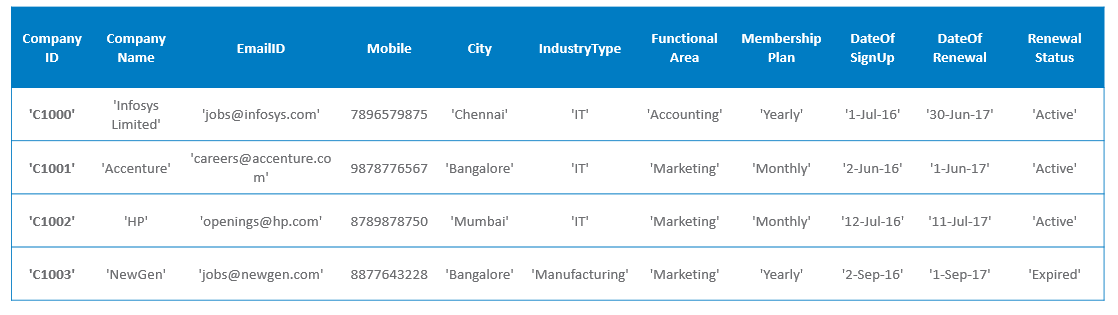 Company ID Company Name EmailID Mobile City IndustryType Functional Area Membership Plan DateOf SignUp DateOf Renewal Renewal Status
'C1000' 'Infosys Limited' 'jobs@infosys.com' 7896579875 'Chennai' 'IT' 'Accounting' 'Yearly' '1-Jul-16' '30-Jun-17' 'Active'
'C1001' 'Accenture' 'careers@accenture.com' 9878776567 'Bangalore' 'IT' 'Marketing' 'Monthly' '2-Jun-16' '1-Jun-17' 'Active'
'C1002' 'HP' 'openings@hp.com' 8789878750 'Mumbai' 'IT' 'Marketing' 'Monthly' '12-Jul-16' '11-Jul-17' 'Active'
'C1003' 'NewGen' 'jobs@newgen.com' 8877643228 'Bangalore' 'Manufacturing' 'Marketing' 'Yearly' '2-Sep-16' '1-Sep-17' 'Expired'